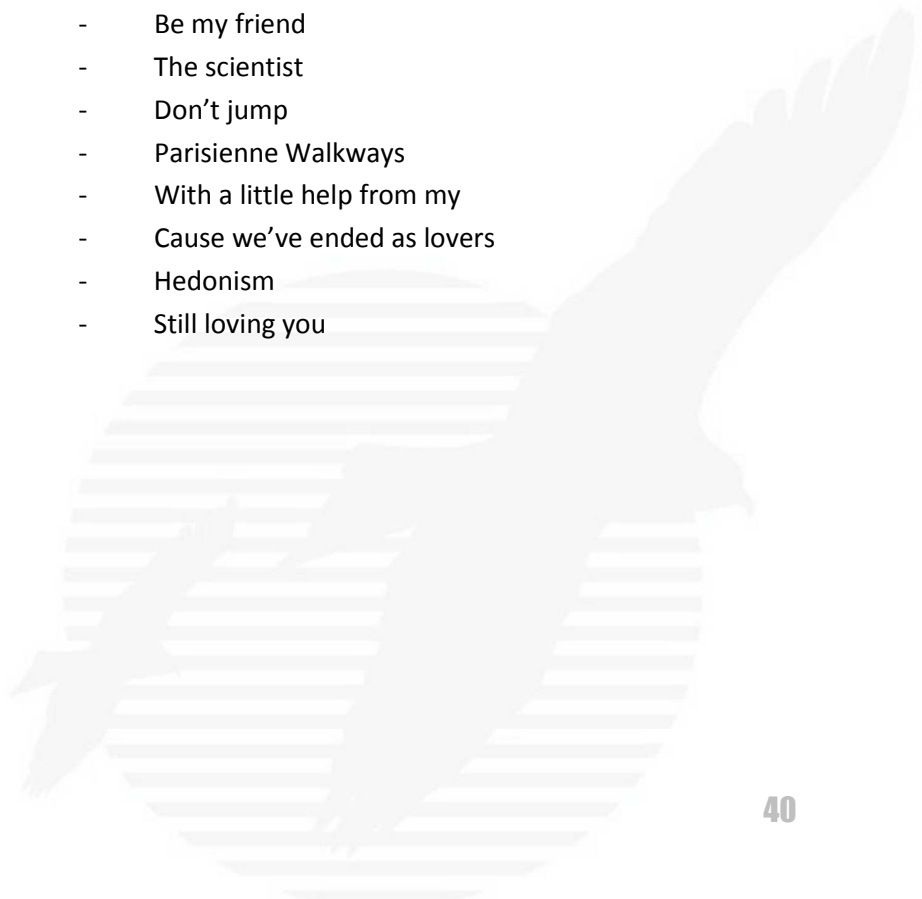 - Be my friend
- The scientist
- Don’t jump
- Parisienne Walkways
- With a little help from my
- Cause we’ve ended as lovers
- Hedonism
- Still loving you
40